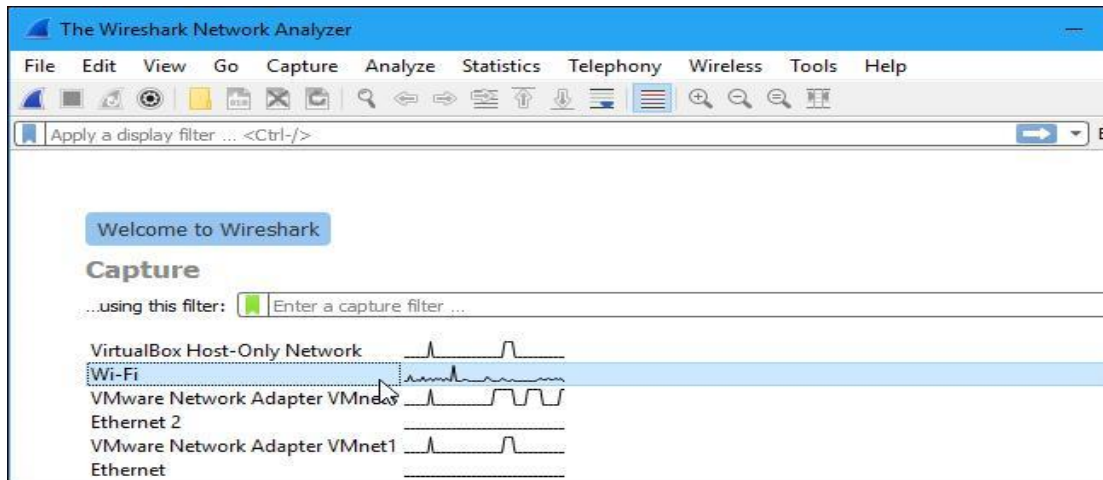 The Wireshark Network Analyzer
File Edit View Go Capture Analyze Statistics Telephony Wireless Tools Help
Apply a display filter ... <Ctrl-/>
Welcome to Wireshark
Capture
...using this filter: Enter a capture filter ...
VirtualBox Host-Only Network
Wi-Fi
VMware Network Adapter
Ethernet 2
VMware Network Adapter VMnet1
Ethernet